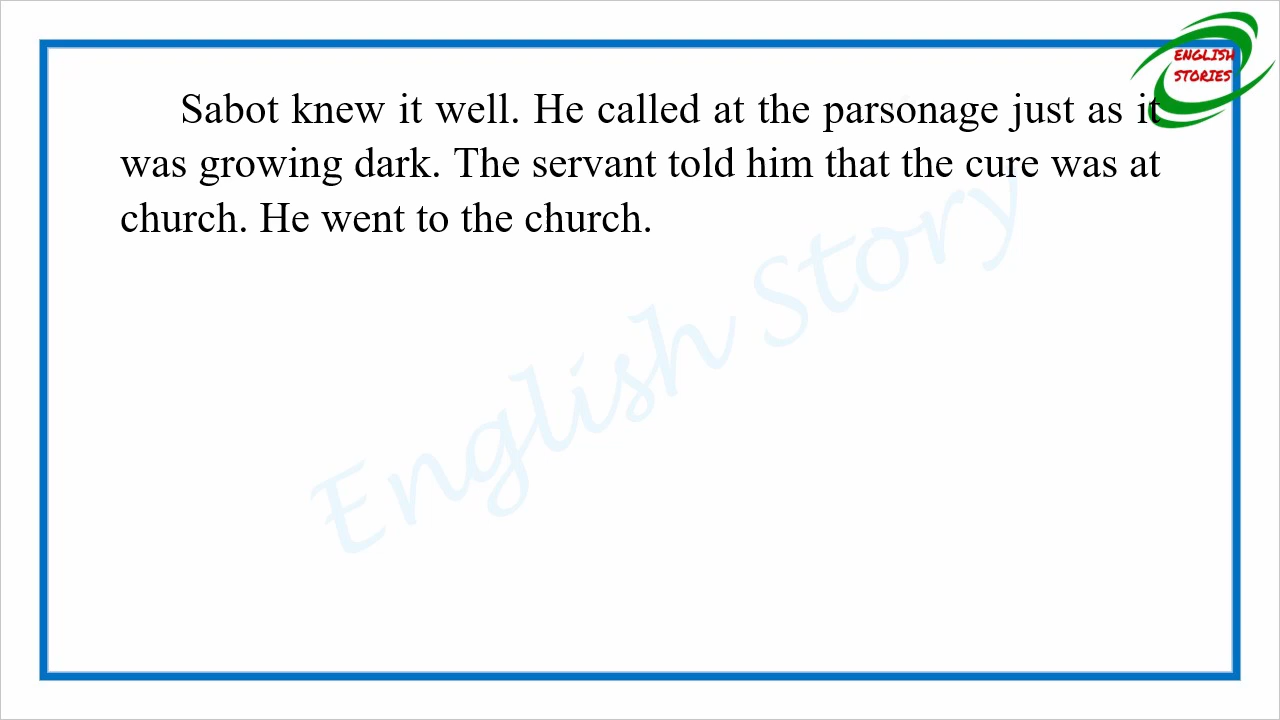 ENGLISH
STORIES
Sabot knew it well. He called at the parsonage just as it
was growing dark. The servant told him that the cure was at
church. He went to the church.
English Story